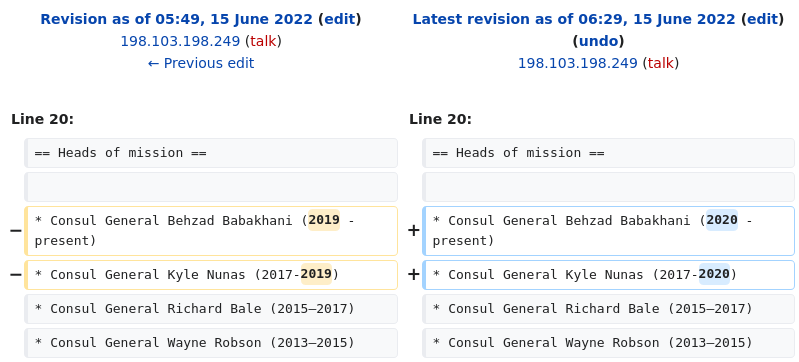 Revision as of 05:49, 15 June 2022 (edit)
198.103.198.249 (talk)
← Previous edit
Latest revision as of 06:29, 15 June 2022 (edit)
(undo)
198.103.198.249 (talk)
Line 20:
Line 20:
== Heads of mission ==
== Heads of mission ==
− * Consul General Behzad Babakhani (2019 -
present)
+ * Consul General Behzad Babakhani (2020 -
present)
− * Consul General Kyle Nunas (2017-2019)
+ * Consul General Kyle Nunas (2017-2020)
* Consul General Richard Bale (2015–2017)
* Consul General Richard Bale (2015–2017)
* Consul General Wayne Robson (2013–2015)
* Consul General Wayne Robson (2013–2015)